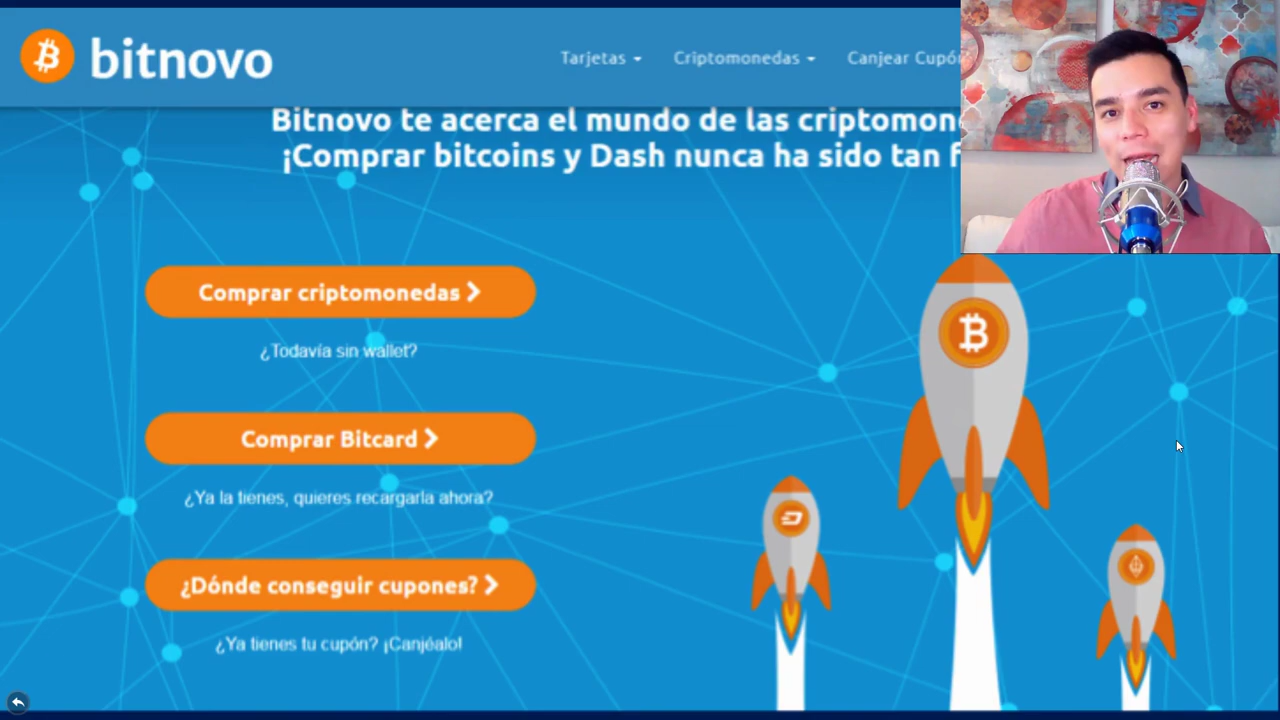 bitnovo
Tarjetas
Criptomonedas
Canjear Cupón
Bitnovo te acerca el mundo de las criptomon
¡Comprar bitcoins y Dash nunca ha sido tan f
Comprar criptomonedas
¿Todavía sin wallet?
Comprar Bitcard
¿Ya la tienes, quieres recargarla ahora?
¿Dónde conseguir cupones?
¿Ya tienes tu cupón? ¡Canjéalo!